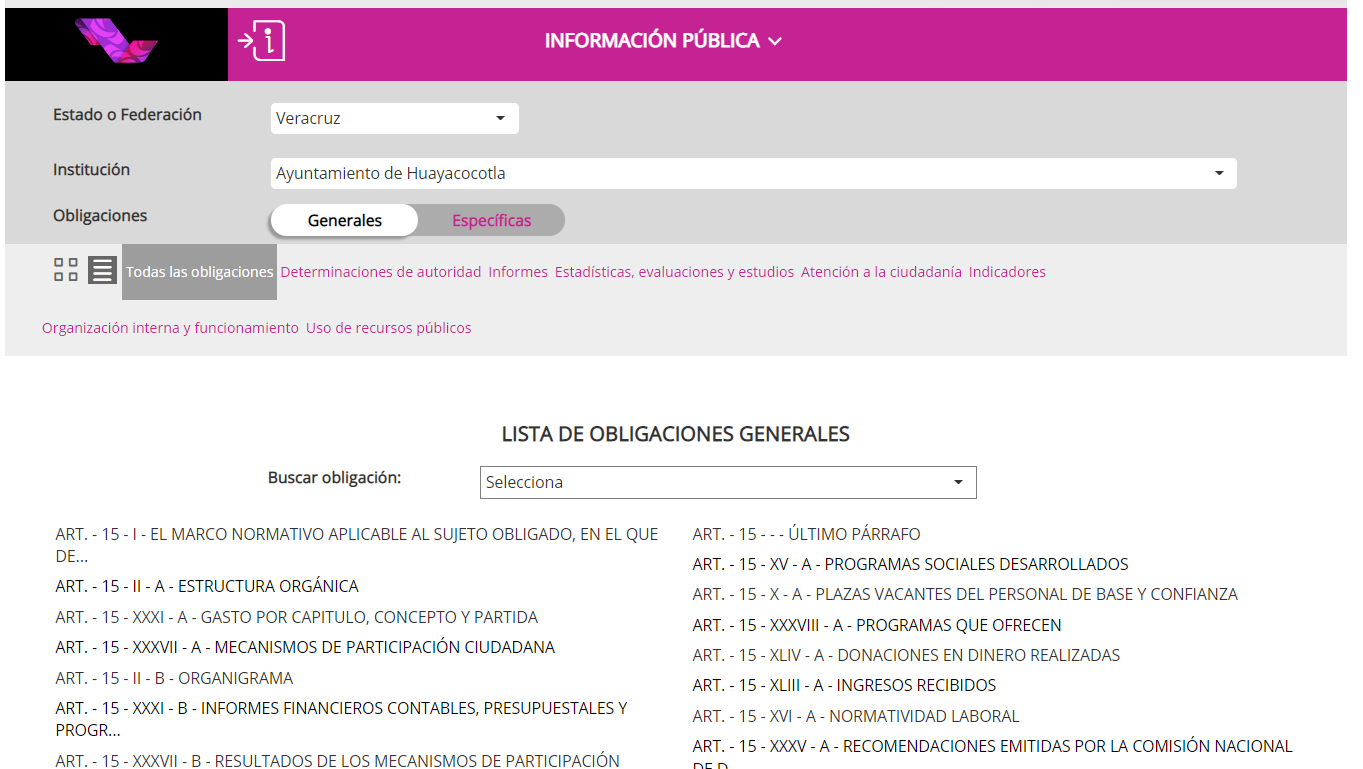 INFORMACIÓN PÚBLICA
Estado o Federación
Veracruz
Institución
Ayuntamiento de Huayacocotla
Obligaciones
Generales
Específicas
Todas las obligaciones Determinaciones de autoridad Informes Estadísticas, evaluaciones y estudios Atención a la ciudadanía Indicadores
Organización interna y funcionamiento Uso de recursos públicos
LISTA DE OBLIGACIONES GENERALES
Buscar obligación:
Selecciona
ART. - 15 - I - EL MARCO NORMATIVO APLICABLE AL SUJETO OBLIGADO, EN EL QUE
DE...
ART. - 15 - II - A - ESTRUCTURA ORGÁNICA
ART. - 15 - XXXI - A - GASTO POR CAPITULO, CONCEPTO Y PARTIDA
ART. - 15 - XXXVII - A - MECANISMOS DE PARTICIPACIÓN CIUDADANA
ART. - 15 - II - B - ORGANIGRAMA
ART. - 15 - XXXI - B - INFORMES FINANCIEROS CONTABLES, PRESUPUESTALES Y
PROGR...
ART. - 15 - XXXVII - B - RESULTADOS DE LOS MECANISMOS DE PARTICIPACIÓN
ART. - 15 - - - ÚLTIMO PÁRRAFO
ART. - 15 - XV - A - PROGRAMAS SOCIALES DESARROLLADOS
ART. - 15 - X - A - PLAZAS VACANTES DEL PERSONAL DE BASE Y CONFIANZA
ART. - 15 - XXXVIII - A - PROGRAMAS QUE OFRECEN
ART. - 15 - XLIV - A - DONACIONES EN DINERO REALIZADAS
ART. - 15 - XLIII - A - INGRESOS RECIBIDOS
ART. - 15 - XVI - A - NORMATIVIDAD LABORAL
ART. - 15 - XXXV - A - RECOMENDACIONES EMITIDAS POR LA COMISIÓN NACIONAL